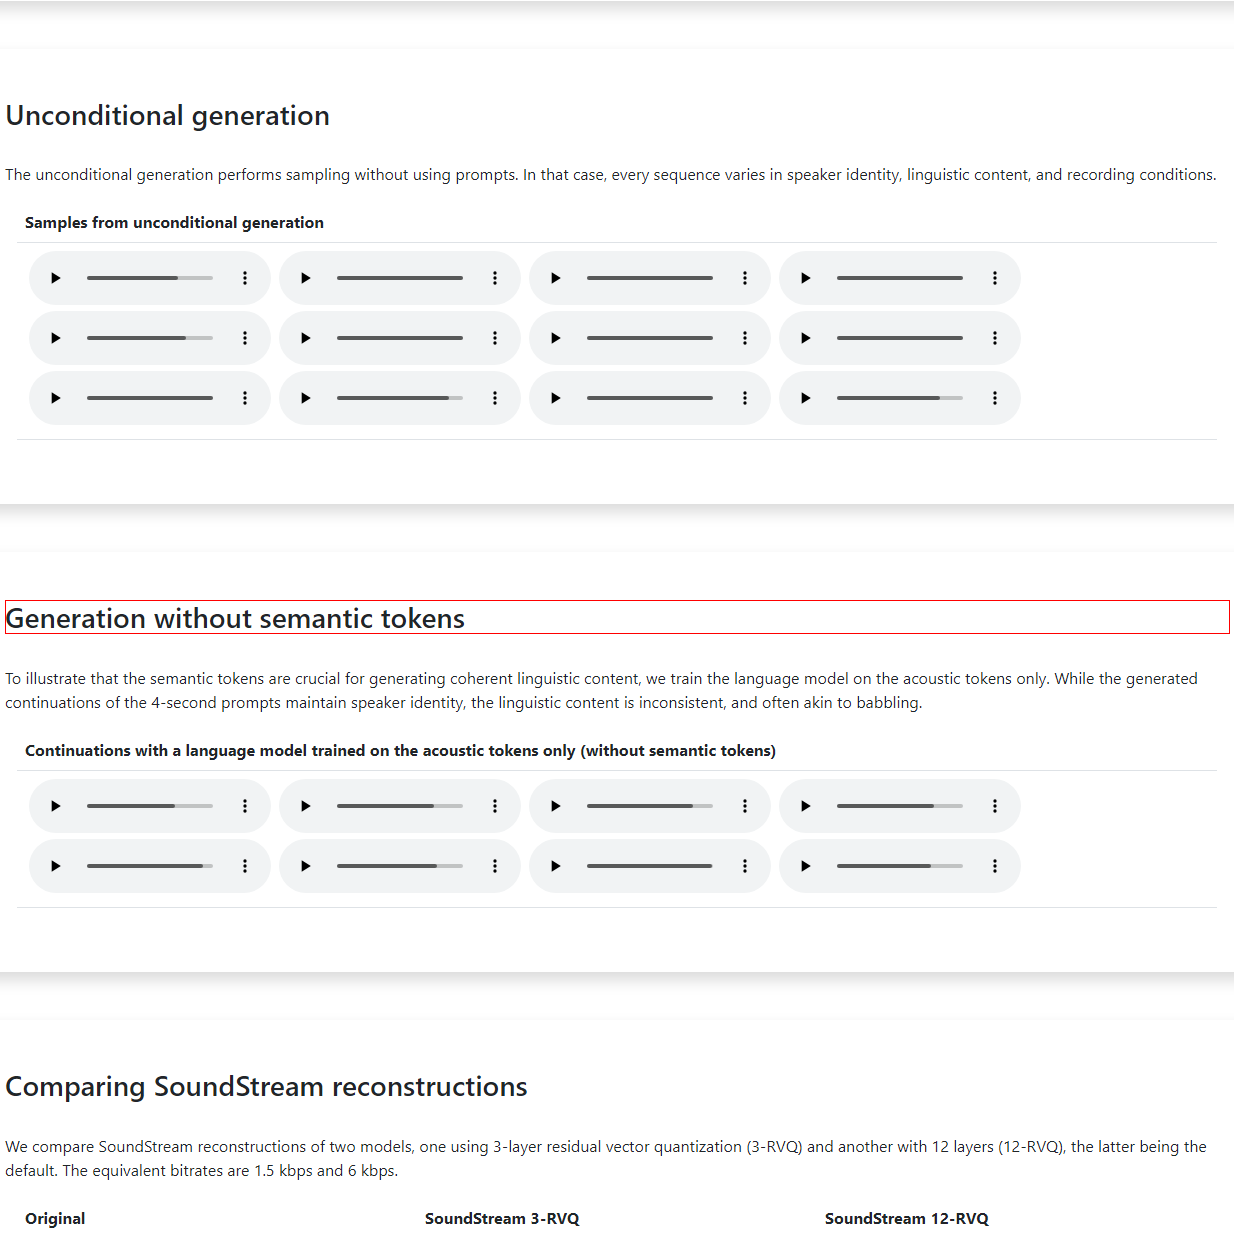 Unconditional generation
The unconditional generation performs sampling without using prompts. In that case, every sequence varies in speaker identity, linguistic content, and recording conditions.
Samples from unconditional generation
Generation without semantic tokens
To illustrate that the semantic tokens are crucial for generating coherent linguistic content, we train the language model on the acoustic tokens only. While the generated
continuations of the 4-second prompts maintain speaker identity, the linguistic content is inconsistent, and often akin to babbling.
Continuations with a language model trained on the acoustic tokens only (without semantic tokens)
Comparing SoundStream reconstructions
We compare SoundStream reconstructions of two models, one using 3-layer residual vector quantization (3-RVQ) and another with 12 layers (12-RVQ), the latter being the
default. The equivalent bitrates are 1.5 kbps and 6 kbps.
Original SoundStream 3-RVQ SoundStream 12-RVQ